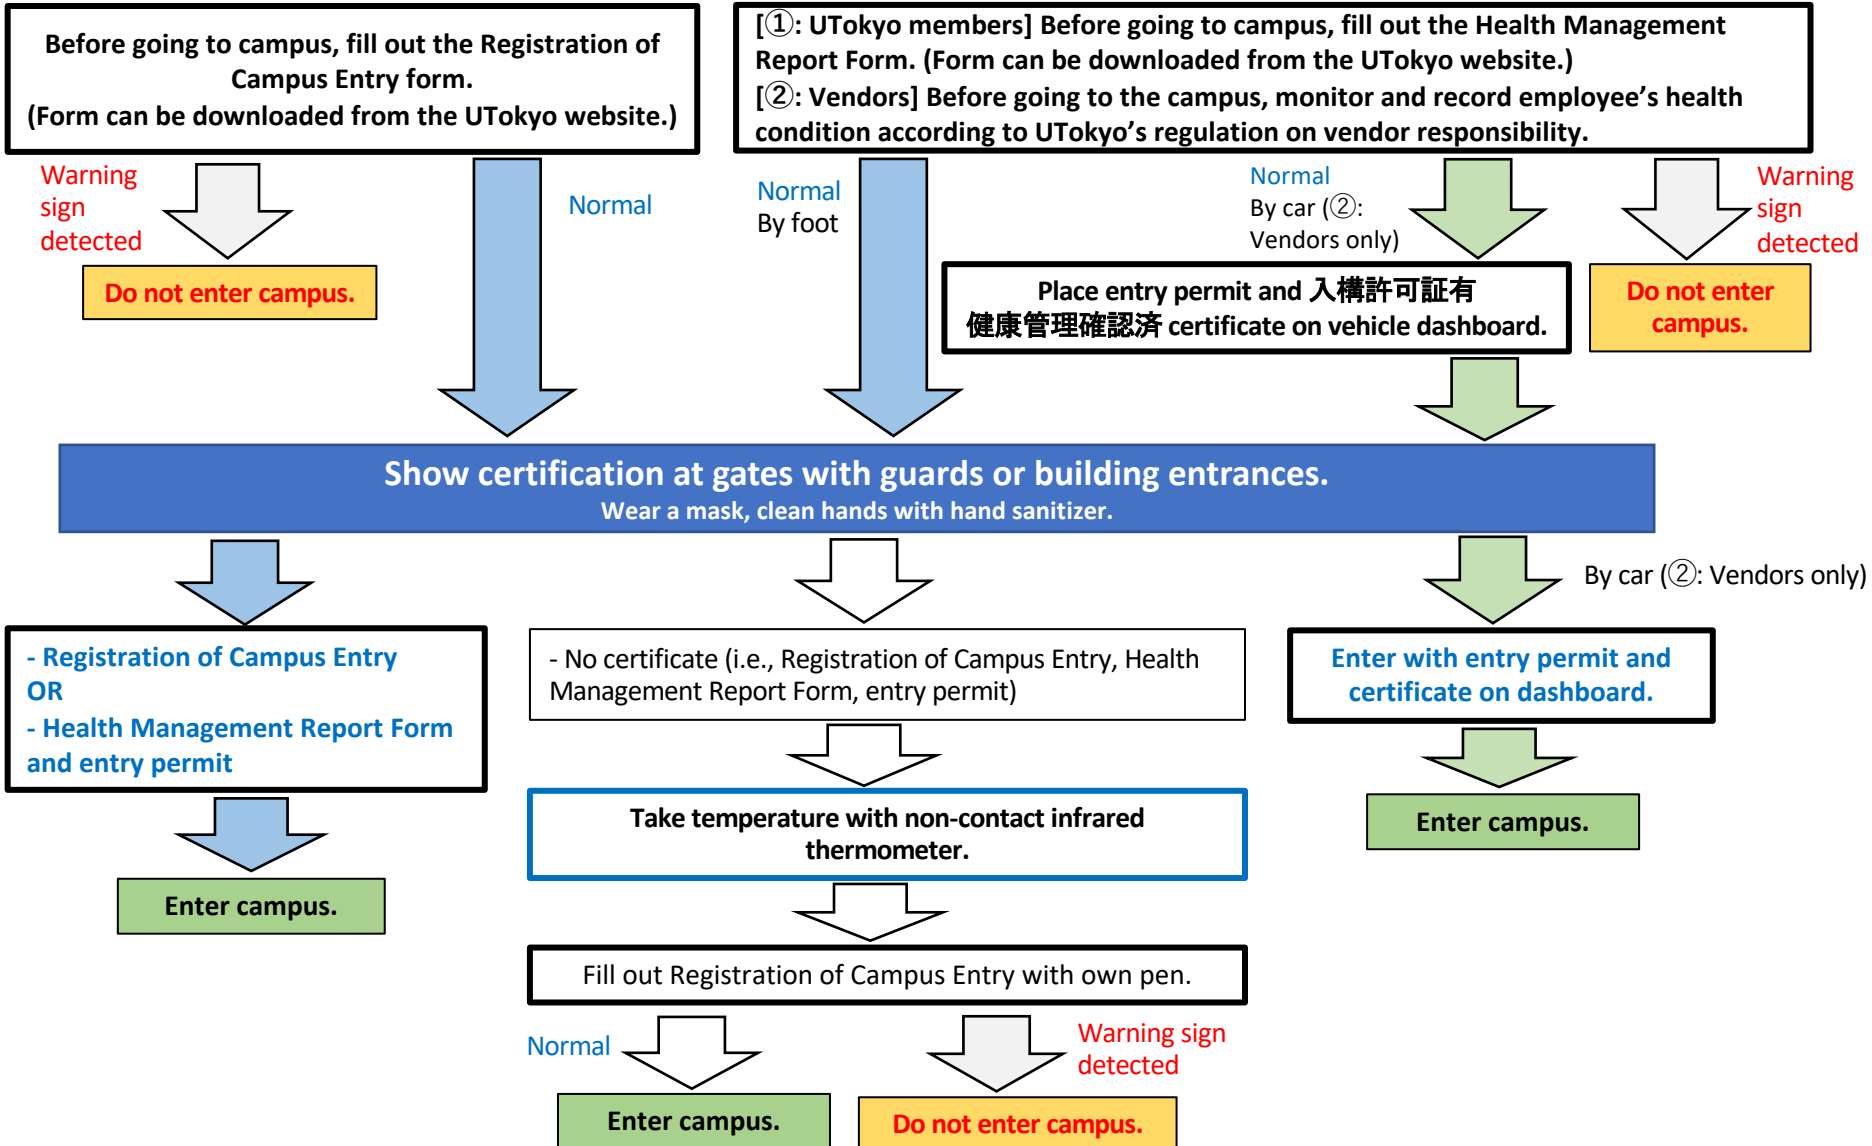 Before going to campus, fill out the Registration of
Campus Entry form.
(Form can be downloaded from the UTokyo website.)
[①: UTokyo members] Before going to campus, fill out the Health Management
Report Form. (Form can be downloaded from the UTokyo website.)
[②: Vendors] Before going to the campus, monitor and record employee's health
condition according to UTokyo's regulation on vendor responsibility.
Warning
sign
detected
Normal
Normal
By foot
Normal
By car (②:
Vendors only)
Warning
sign
detected
Do not enter campus.
Place entry permit and 入構許可証有
健康管理確認済 certificate on vehicle dashboard.
Do not enter
campus.
Show certification at gates with guards or building entrances.
Wear a mask, clean hands with hand sanitizer.
By car (②: Vendors only)
- Registration of Campus Entry
OR
- Health Management Report Form
and entry permit
- No certificate (i.e., Registration of Campus Entry, Health
Management Report Form, entry permit)
Enter with entry permit and
certificate on dashboard.
Take temperature with non-contact infrared
thermometer.
Enter campus.
Enter campus.
Fill out Registration of Campus Entry with own pen.
Normal
Warning sign
detected
Enter campus.
Do not enter campus.